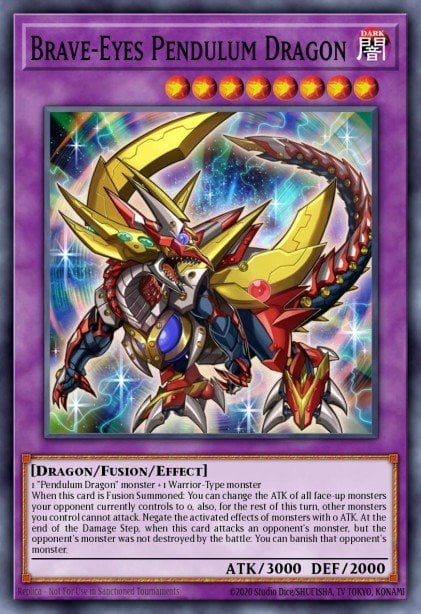 Brave-Eyes Pendulum Dragon
DARK
闇
[Dragon/Fusion/Effect]
1 "Pendulum Dragon" monster + 1 Warrior-Type monster
When this card is Fusion Summoned: You can change the ATK of all face-up monsters
your opponent currently controls to 0, also, for the rest of this turn, other monsters
you control cannot attack. Negate the activated effects of monsters with 0 ATK. At the
end of the Damage Step, when this card attacks an opponent's monster, but the
opponent's monster was not destroyed by the battle: You can banish that opponent's
monster.
ATK/3000 DEF/2000
Replica - Not For Use in Sanctioned Tournaments
©2020 Studio Dice/SHUEISHA, TV TOKYO, KONAMI